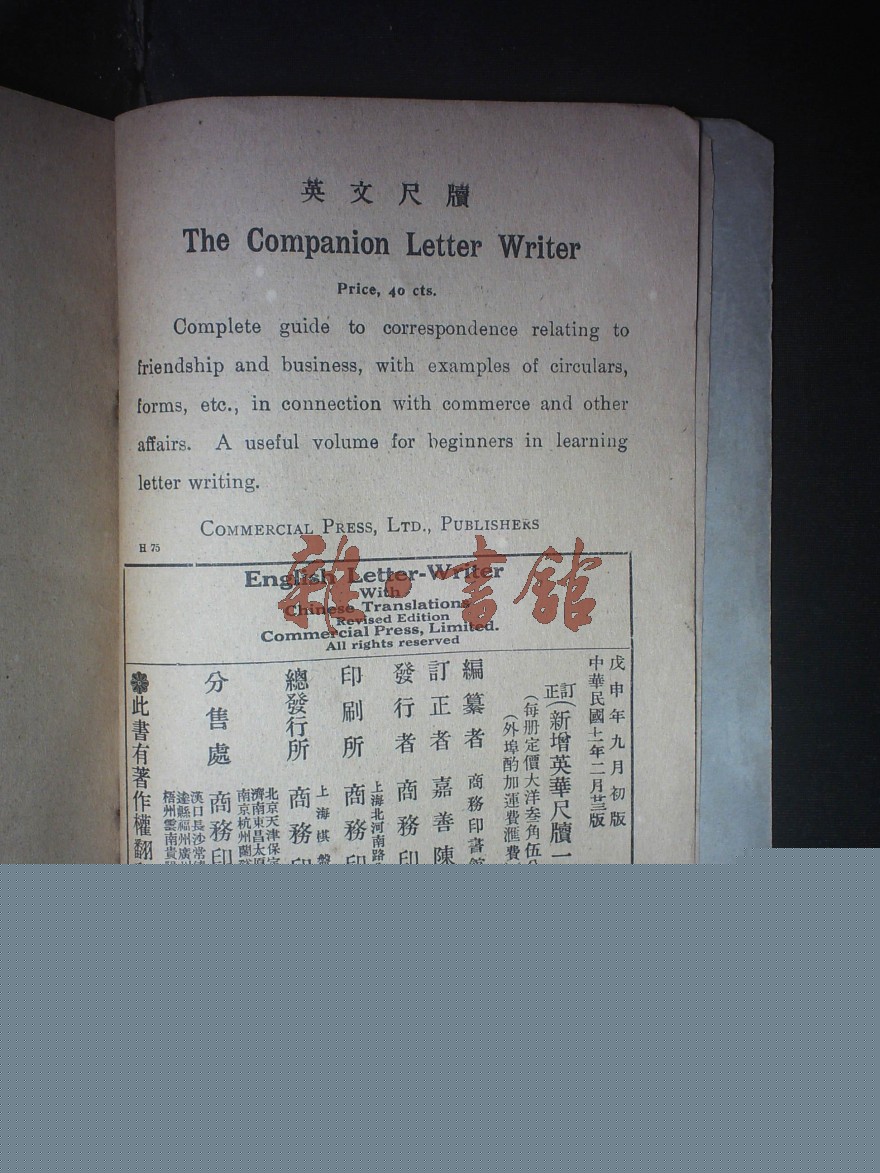 英文尺牘
The Companion Letter Writer
Price, 40 cts.
Complete guide to correspondence relating to
friendship and business, with examples of circulars,
forms, etc., in connection with commerce and other
affairs. A useful volume for beginners in learning
letter writing.
COMMERCIAL PRESS, LTD., PUBLISHERS
H 75
English Letter-Writer
With
Chinese Translations
Revised Edition
Commercial Press, Limited.
All rights reserved
雜·書館
戊申年九月初版
中華民國十一年二月廿三版
訂正(新增英華尺牘一
(每册定價大洋叁角伍分
(外埠酌加運費滙費
編纂者 商務印書館
訂正者 嘉善陳
發行者 商務印
印刷所 商務印
上海北河南路
總發行所 商務印
上海棋盤
分售處 商務印
北京天津保定
濟南東昌太原
南京杭州蘭谿
漢口長沙常
福州廣
梧州雲南貴
此書有著作權翻